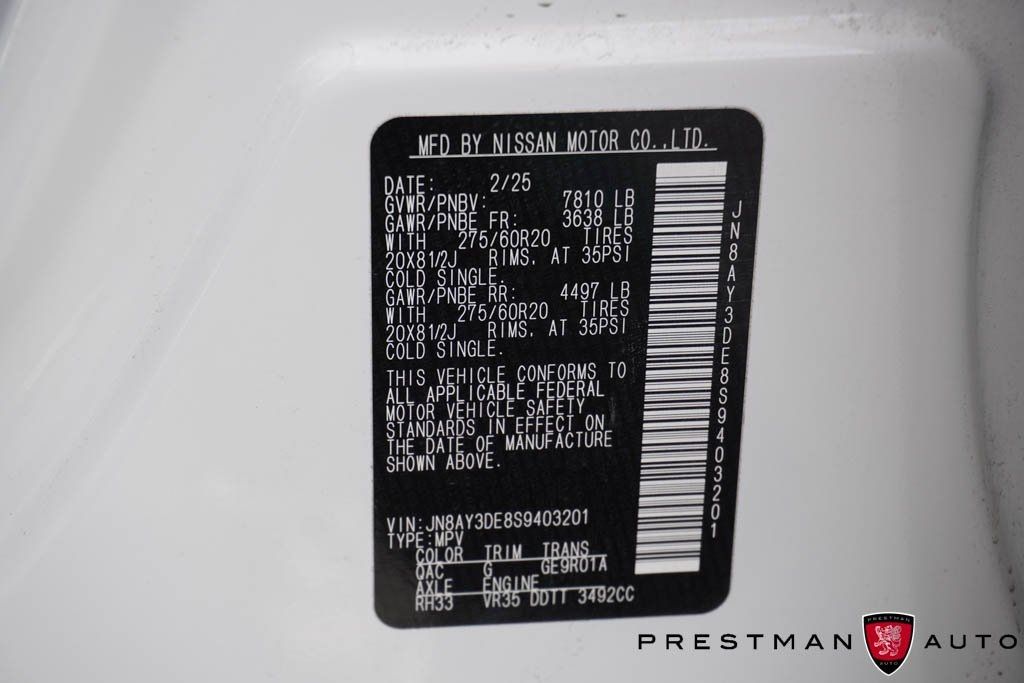 MFD BY NISSAN MOTOR CO.,LTD.
DATE: 2/25
GVWR/PNBV: 7810 LB
GAWR/PNBE FR: 3638 LB
WITH 275/60R20 TIRES
20X81/2J RIMS, AT 35PSI
COLD SINGLE.
GAWR/PNBE RR: 4497 LB
WITH 275/60R20 TIRES
20X81/2J RIMS, AT 35PSI
COLD SINGLE.
THIS VEHICLE CONFORMS TO
ALL APPLICABLE FEDERAL
MOTOR VEHICLE SAFETY
STANDARDS IN EFFECT ON
THE DATE OF MANUFACTURE
SHOWN ABOVE.
VIN:JN8AY3DE8S9403201
TYPE:MPV
COLOR TRIM TRANS
QAC G GE9R01A
AXLE ENGINE
RH33 VR35 DDTT 3492CC
JN8AY3DE8S9403201
PRESTMAN AUTO
PRESTMAN
AUTO